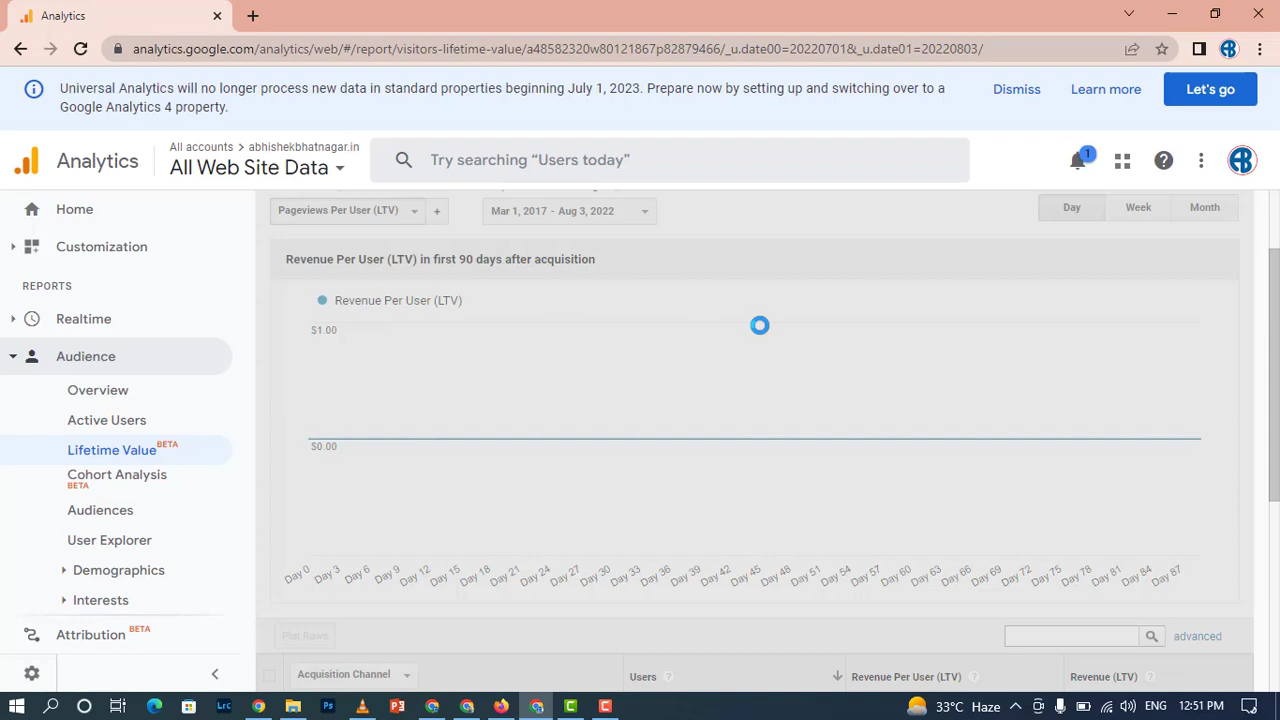 Analytics
analytics.google.com/analytics/web/#/report/visitors-lifetime-value/a48582320w80121867p82879466/_u.date00=20220701&_u.date01=20220803/
Universal Analytics will no longer process new data in standard properties beginning July 1, 2023. Prepare now by setting up and switching over to a
Google Analytics 4 property.
Dismiss
Learn more
Let's go
Analytics
All accounts > abhishekbhatnagar.in
All Web Site Data
Try searching “Users today”
1
Home
Customization
REPORTS
Realtime
Audience
Overview
Active Users
Lifetime Value BETA
Cohort Analysis
BETA
Audiences
User Explorer
Demographics
Interests
Attribution BETA
Pageviews Per User (LTV)
+
Mar 1, 2017 - Aug 3, 2022
Day
Week
Month
Revenue Per User (LTV) in first 90 days after acquisition
Revenue Per User (LTV)
$1.00
$0.00
Day 0
Day 3
Day 6
Day 9
Day 12
Day 15
Day 18
Day 21
Day 24
Day 27
Day 30
Day 33
Day 36
Day 39
Day 42
Day 45
Day 48
Day 51
Day 54
Day 57
Day 60
Day 63
Day 66
Day 69
Day 72
Day 75
Day 78
Day 81
Day 84
Day 87
Plot Rows
advanced
Acquisition Channel
Users
Revenue Per User (LTV)
Revenue (LTV)
Lrc
Ps
33°C Haze
ENG
12:51 PM